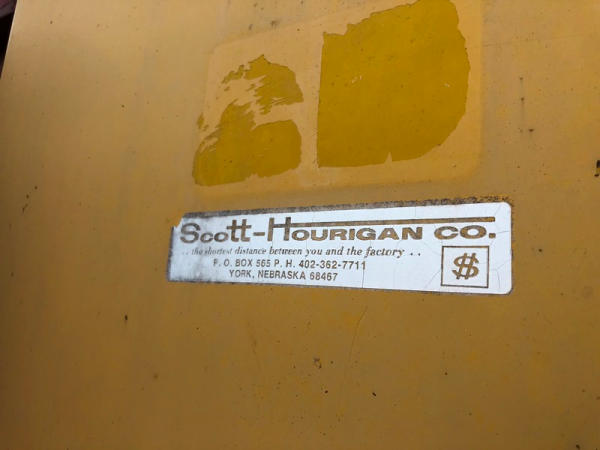 Scott-Hourigan Co.
. . the shortest distance between you and the factory . .
P. O. BOX 565 P. H. 402-362-7711
YORK, NEBRASKA 68467
$